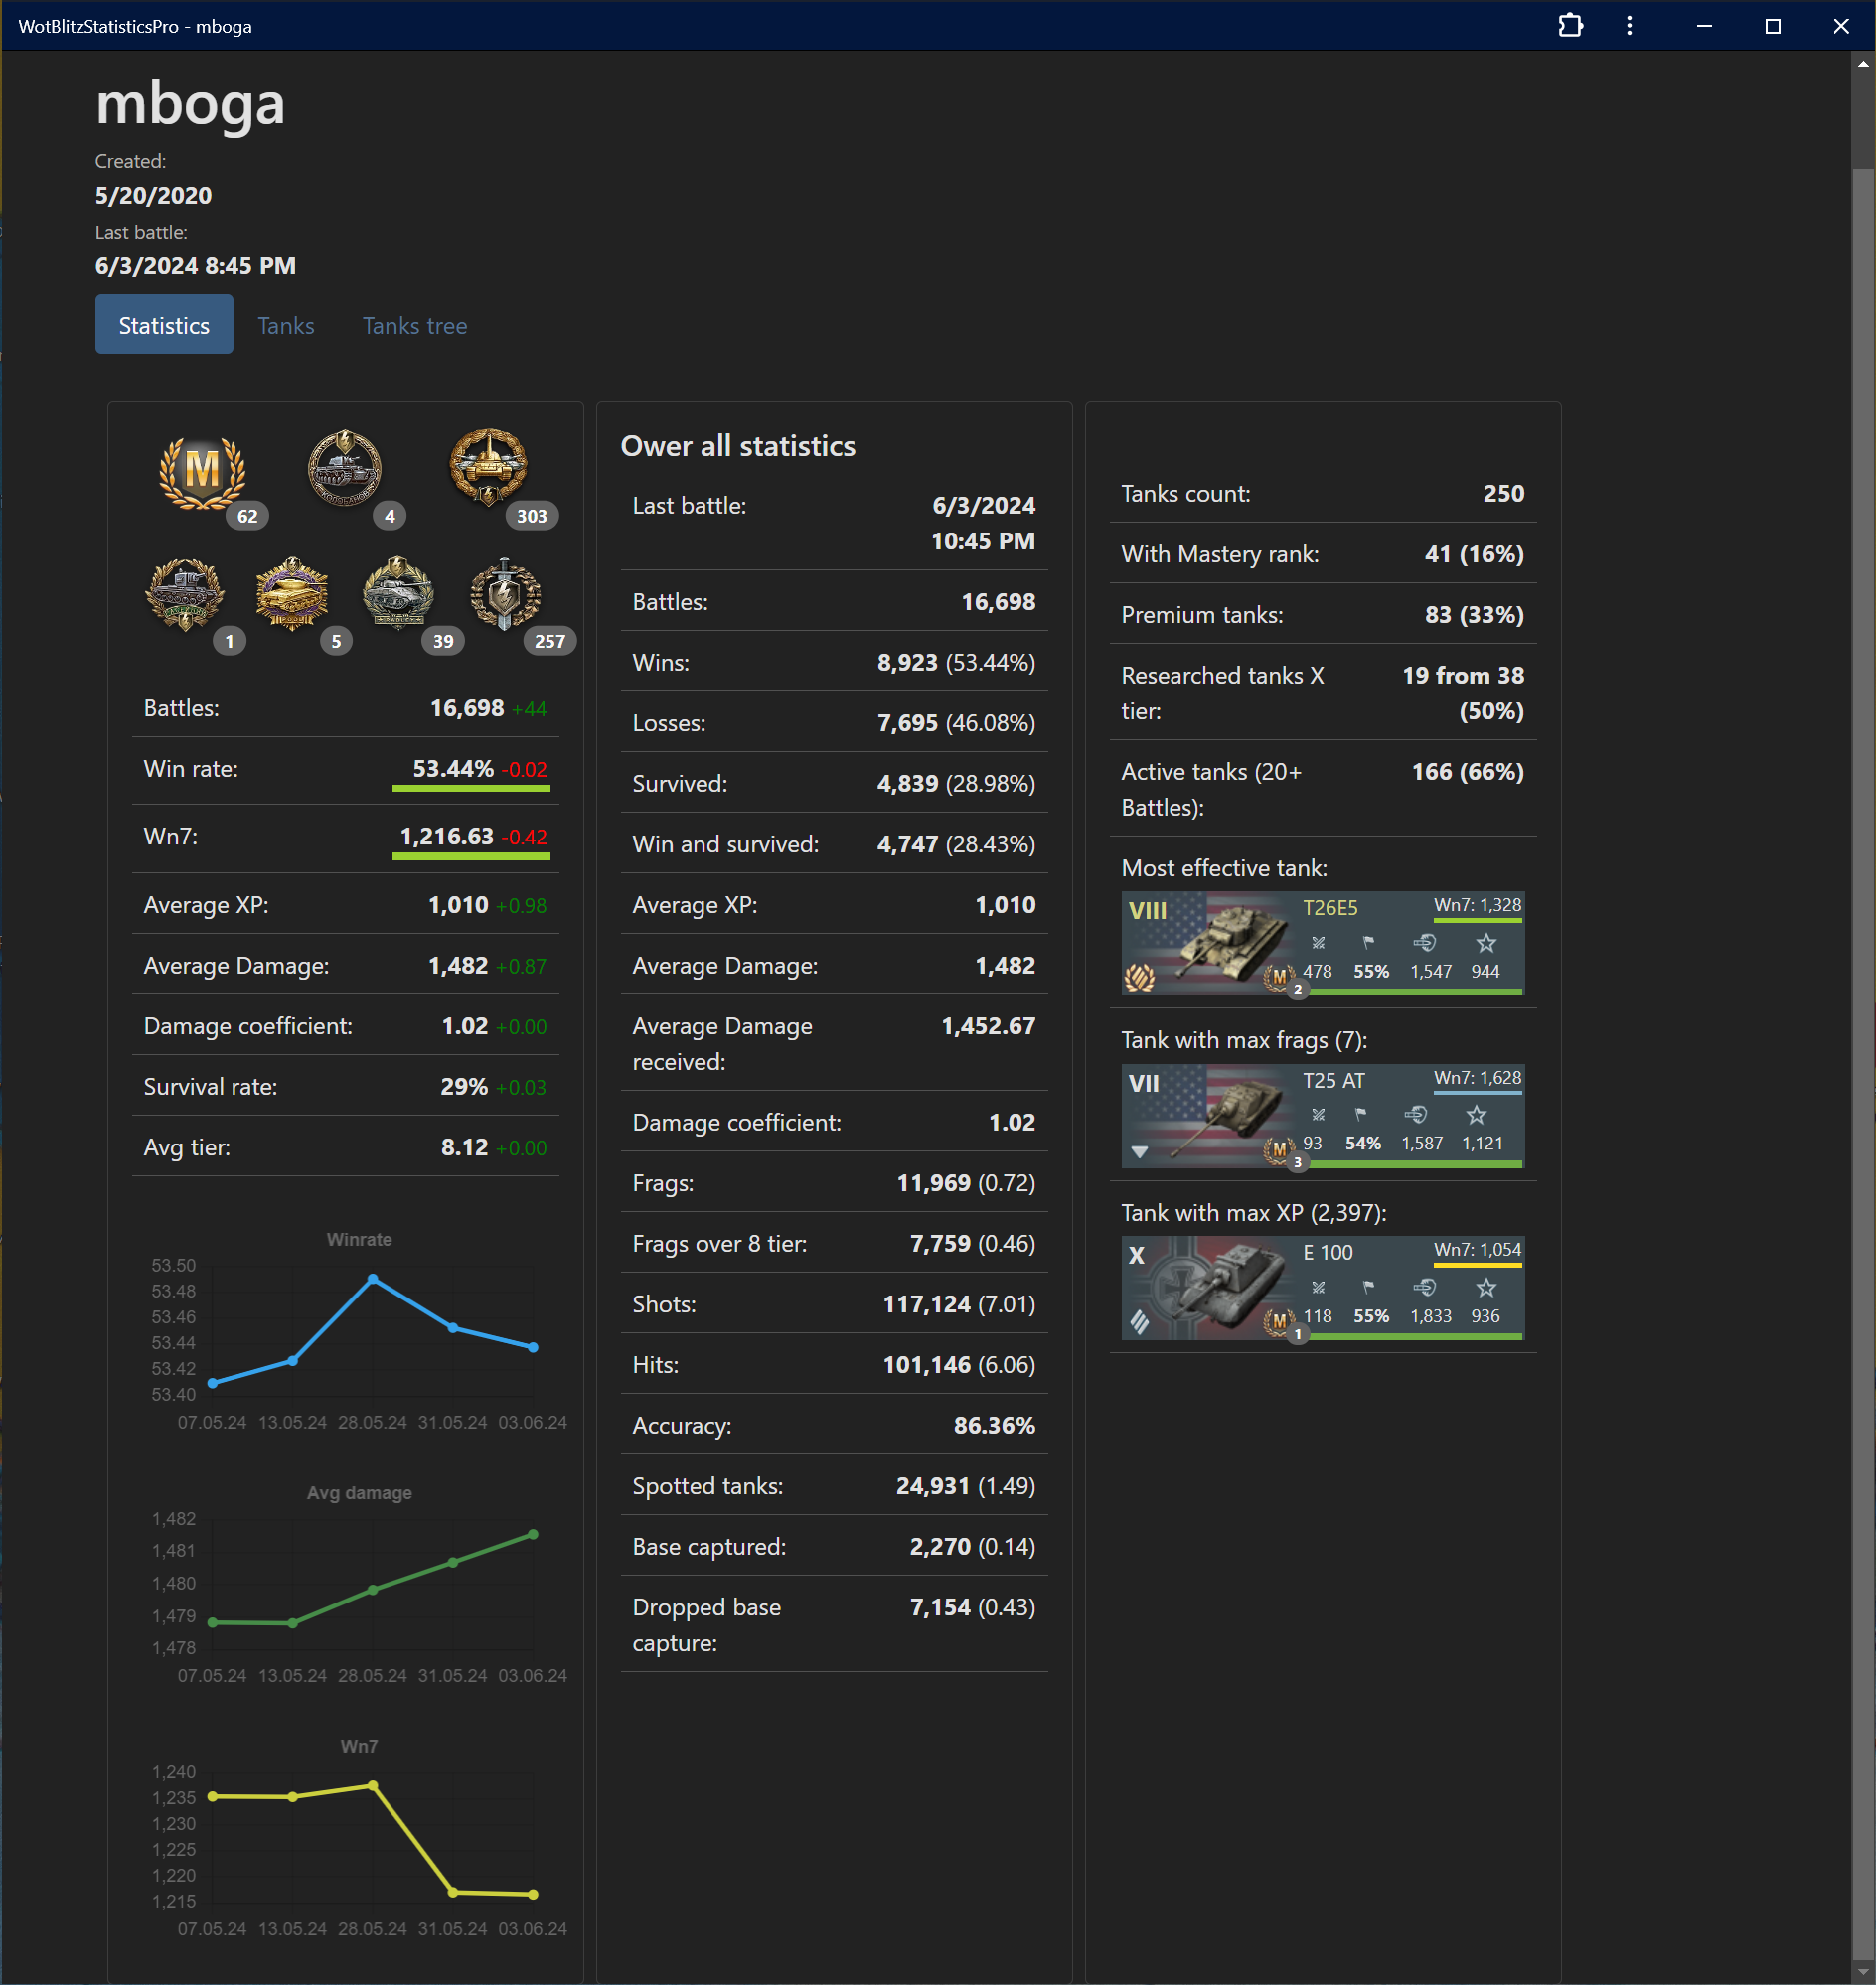 WotBlitzStatisticsPro - mboga
mboga
Created:
5/20/2020
Last battle:
6/3/2024 8:45 PM
Statistics
Tanks
Tanks tree
M
62
4
303
1
5
39
257
Battles: 16,698 +44
Win rate: 53.44% -0.02
Wn7: 1,216.63 -0.42
Average XP: 1,010 +0.98
Average Damage: 1,482 +0.87
Damage coefficient: 1.02 +0.00
Survival rate: 29% +0.03
Avg tier: 8.12 +0.00
Winrate
53.50
53.48
53.46
53.44
53.42
53.40
07.05.24 13.05.24 28.05.24 31.05.24 03.06.24
Avg damage
1,482
1,481
1,480
1,479
1,478
07.05.24 13.05.24 28.05.24 31.05.24 03.06.24
Wn7
1,240
1,235
1,230
1,225
1,220
1,215
07.05.24 13.05.24 28.05.24 31.05.24 03.06.24
Ower all statistics
Last battle: 6/3/2024
10:45 PM
Battles: 16,698
Wins: 8,923 (53.44%)
Losses: 7,695 (46.08%)
Survived: 4,839 (28.98%)
Win and survived: 4,747 (28.43%)
Average XP: 1,010
Average Damage: 1,482
Average Damage 1,452.67
received:
Damage coefficient: 1.02
Frags: 11,969 (0.72)
Frags over 8 tier: 7,759 (0.46)
Shots: 117,124 (7.01)
Hits: 101,146 (6.06)
Accuracy: 86.36%
Spotted tanks: 24,931 (1.49)
Base captured: 2,270 (0.14)
Dropped base 7,154 (0.43)
capture:
Tanks count: 250
With Mastery rank: 41 (16%)
Premium tanks: 83 (33%)
Researched tanks X 19 from 38
tier: (50%)
Active tanks (20+ 166 (66%)
Battles):
Most effective tank:
VIII T26E5 Wn7: 1,328
M 2 478 55% 1,547 944
Tank with max frags (7):
VII T25 AT Wn7: 1,628
M 3 93 54% 1,587 1,121
Tank with max XP (2,397):
X E 100 Wn7: 1,054
M 1 118 55% 1,833 936